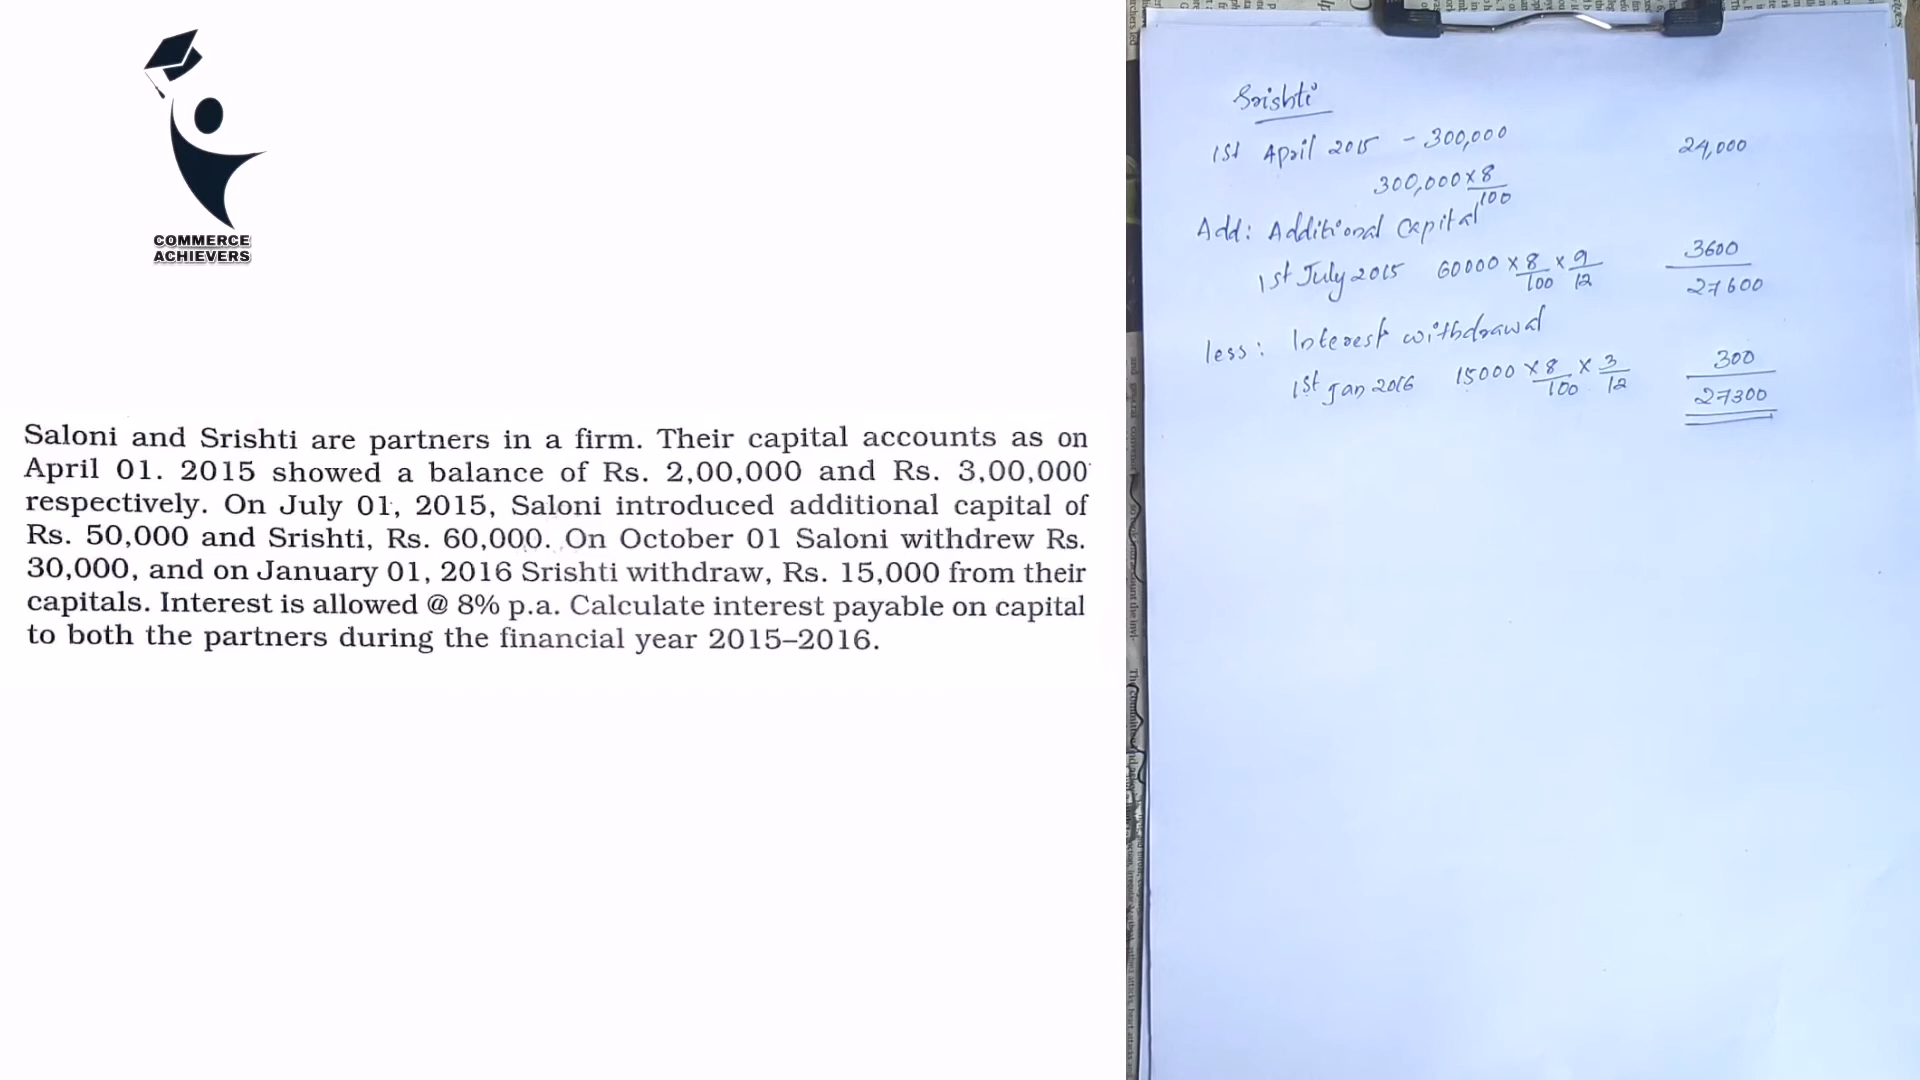 COMMERCE
ACHIEVERS
Saloni and Srishti are partners in a firm. Their capital accounts as on
April 01. 2015 showed a balance of Rs. 2,00,000 and Rs. 3,00,000
respectively. On July 01, 2015, Saloni introduced additional capital of
Rs. 50,000 and Srishti, Rs. 60,000. On October 01 Saloni withdrew Rs.
30,000, and on January 01, 2016 Srishti withdraw, Rs. 15,000 from their
capitals. Interest is allowed @ 8% p.a. Calculate interest payable on capital
to both the partners during the financial year 2015–2016.
Srishti
1st April 2015 - 300,000 24,000
300,000 × 8/100
Add: Additional Capital
1st July 2015 60000 × 8/100 × 9/12 3600
27600
less: Interest withdrawal
1st Jan 2016 15000 × 8/100 × 3/12 300
27300